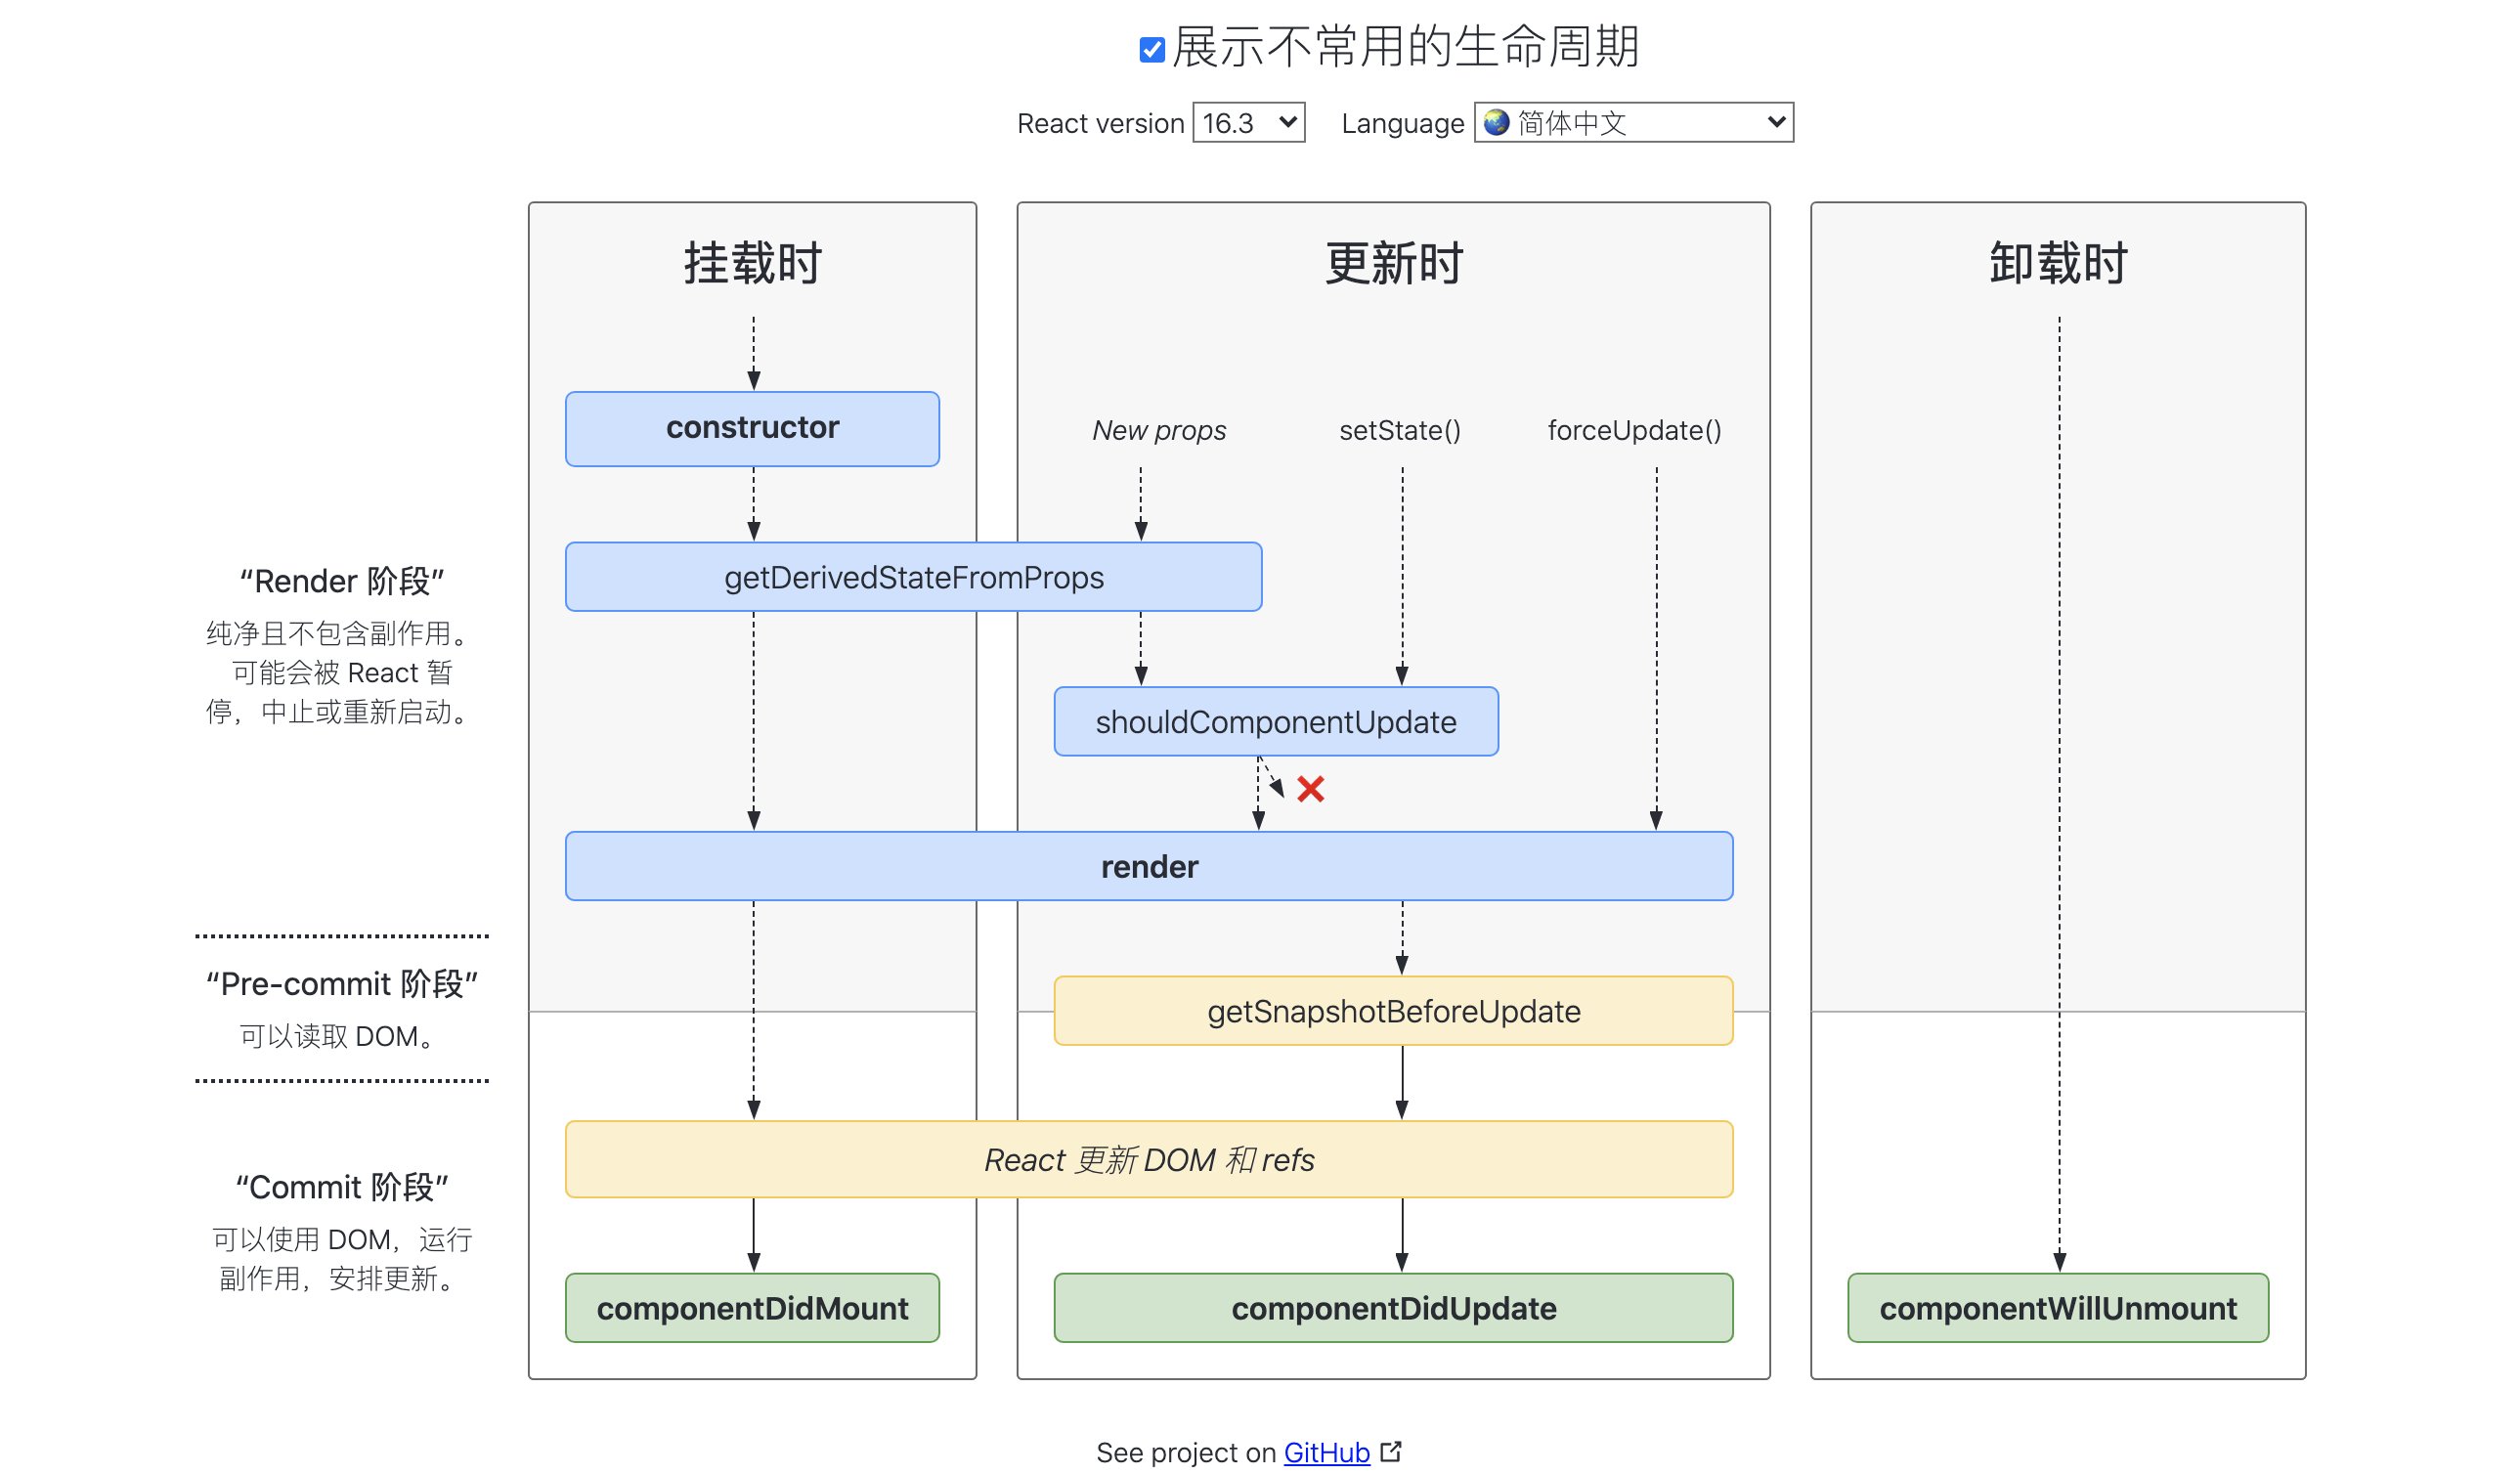 展示不常用的生命周期
React version 16.3 Language 🌏 简体中文
挂载时
更新时
卸载时
constructor
New props
setState()
forceUpdate()
getDerivedStateFromProps
“Render 阶段”
纯净且不包含副作用。
可能会被 React 暂
停，中止或重新启动。
shouldComponentUpdate
❌
render
“Pre-commit 阶段”
可以读取 DOM。
getSnapshotBeforeUpdate
React 更新 DOM 和 refs
“Commit 阶段”
可以使用 DOM，运行
副作用，安排更新。
componentDidMount
componentDidUpdate
componentWillUnmount
See project on GitHub